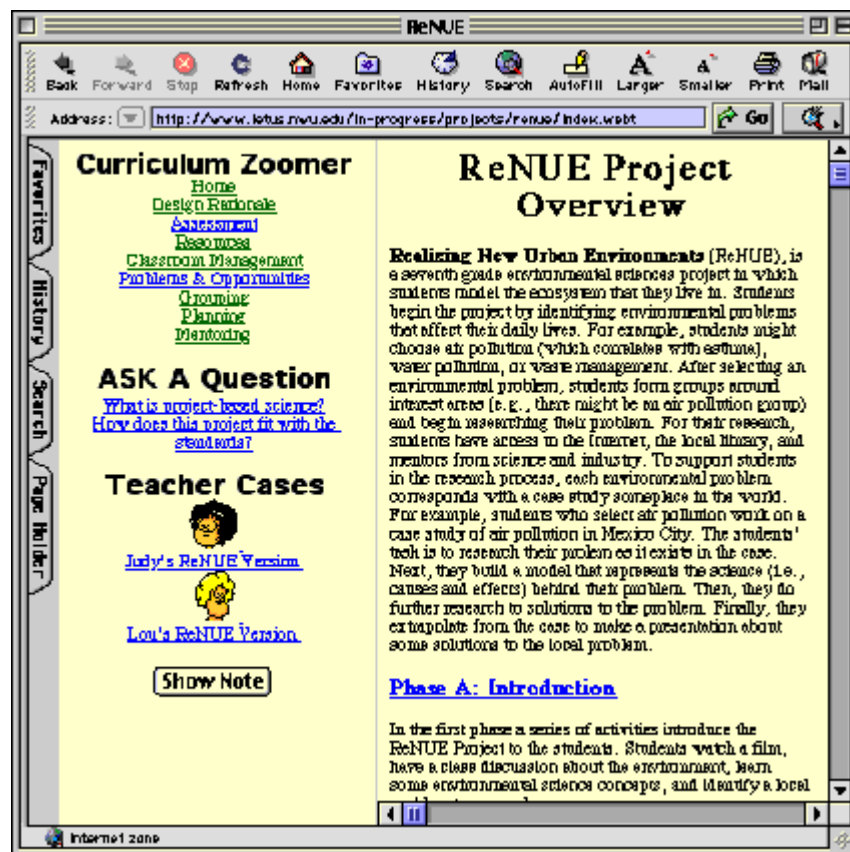 ReNUE
Back Forward Stop Refresh Home Favorites History Search AutoFill Larger Smaller Print Mail
Address: http://www.letus.nwu.edu/in-progress/projects/renue/index.webt Go
Favorites
History
Search
Page Holder
Curriculum Zoomer
Home
Design Rationale
Assessment
Resources
Classroom Management
Problems & Opportunities
Grouping
Planning
Mentoring
ASK A Question
What is project-based science?
How does this project fit with the
standards?
Teacher Cases
Judy's ReNUE Version
Lou's ReNUE Version
Show Note
ReNUE Project
Overview
Realizing New Urban Environments (ReNUE), is
a seventh grade environmental sciences project in which
students model the ecosystem that they live in. Students
begin the project by identifying environmental problems
that affect their daily lives. For example, students might
choose air pollution (which correlates with asthma),
water pollution, or waste management. After selecting an
environmental problem, students form groups around
interest areas (e.g., there might be an air pollution group)
and begin researching their problem. For their research,
students have access to the Internet, the local library, and
mentors from science and industry. To support students
in the research process, each environmental problem
corresponds with a case study someplace in the world.
For example, students who select air pollution work on a
case study of air pollution in Mexico City. The students'
task is to research their prolem as it exists in the case.
Next, they build a model that represents the science (i.e.,
causes and effects) behind their problem. Then, they do
further research to solutions to the problem. Finally, they
extrapolate from the case to make a presentation about
some solutions to the local problem.
Phase A: Introduction
In the first phase a series of activities introduce the
ReNUE Project to the students. Students watch a film,
have a class discussion about the environment, learn
some environmental science concepts, and identify a local
Internet zone